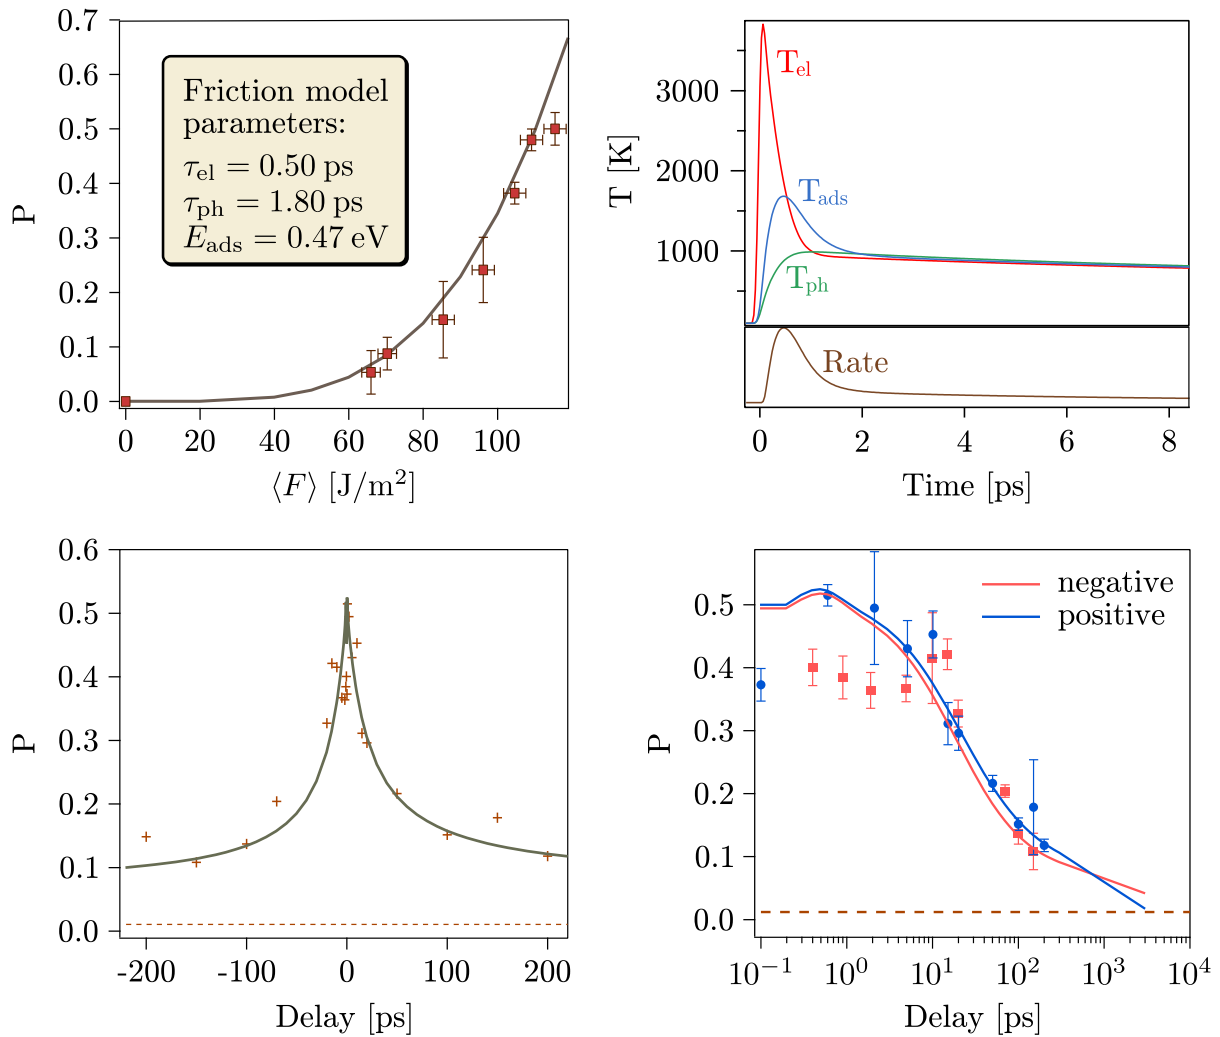 0.7
0.6
0.5
0.4
0.3
0.2
0.1
0.0
P
Friction model
parameters:
τel = 0.50 ps
τph = 1.80 ps
Eads = 0.47 eV
0 20 40 60 80 100
⟨F⟩ [J/m²]
3000
2000
1000
T [K]
Tel
Tads
Tph
Rate
0 2 4 6 8
Time [ps]
0.6
0.5
0.4
0.3
0.2
0.1
0.0
P
-200 -100 0 100 200
Delay [ps]
0.5
0.4
0.3
0.2
0.1
0.0
P
negative
positive
10⁻¹ 10⁰ 10¹ 10² 10³ 10⁴
Delay [ps]